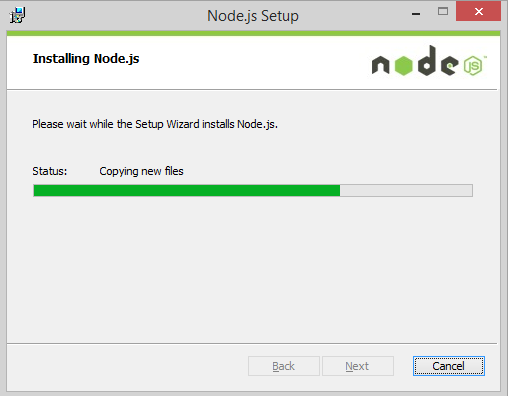 Node.js Setup
Installing Node.js
node JS
Please wait while the Setup Wizard installs Node.js.
Status: Copying new files
Back Next Cancel